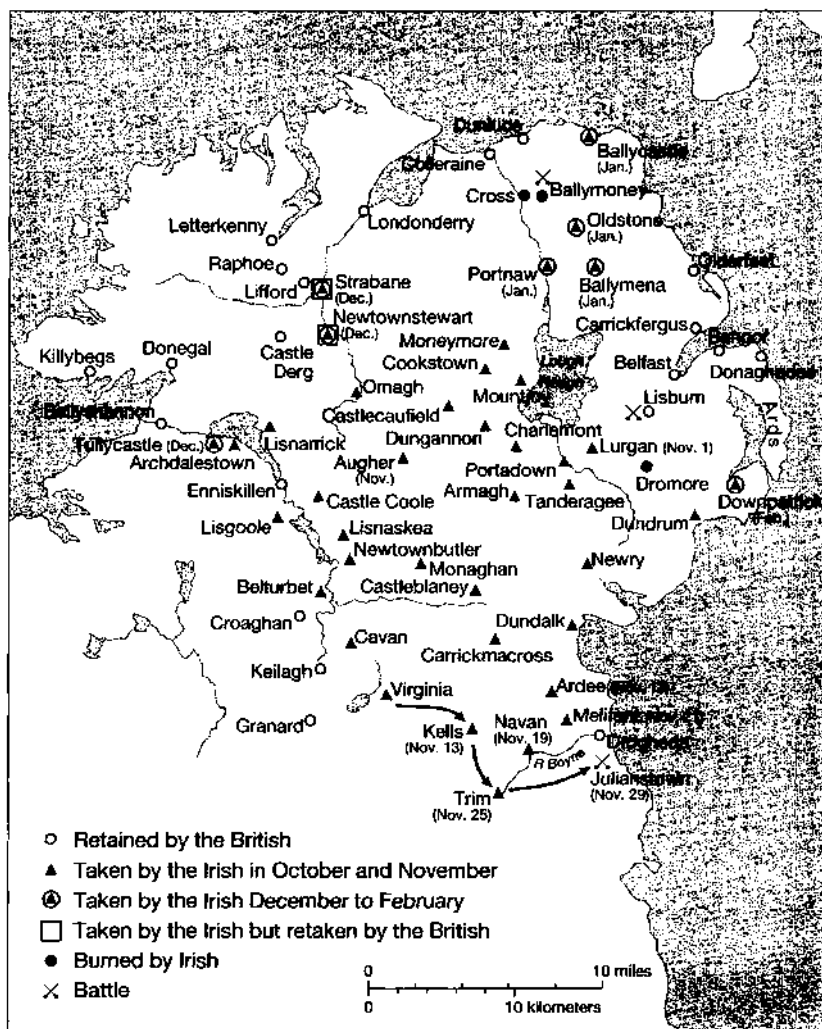 Dunluce
Ballycastle
(Jan.)
Colleraine
Cross
Ballymoney
Londonderry
Letterkenny
Oldstone
(Jan.)
Raphoe
Lifford
Strabane
(Dec.)
Portnaw
(Jan.)
Ballymena
(Jan.)
Newtownstewart
(Dec.)
Moneymore
Carrickfergus
Bangor
Castle
Derg
Killybegs
Donegal
Cookstown
Lough
Belfast
Donaghadee
Omagh
Lisburn
Ards
Ballyshannon
Castlecaufield
Tullycastle (Dec.)
Lisnarrick
Dungannon
Charlemont
Lurgan (Nov. 1)
Archdalestown
Augher
(Nov.)
Portadown
Dromore
Enniskillen
Castle Coole
Armagh
Tanderagee
Downpatrick
Lisgoole
Lisnaskea
Dundrum
Newtownbutler
Monaghan
Newry
Belturbet
Castleblaney
Croaghan
Dundalk
Cavan
Carrickmacross
Keilagh
Virginia
Ardee
Granard
Kells
(Nov. 13)
Navan
(Nov. 19)
Drogheda
R Boyne
Julianstown
(Nov. 29)
Trim
(Nov. 25)
Retained by the British
Taken by the Irish in October and November
Taken by the Irish December to February
Taken by the Irish but retaken by the British
Burned by Irish
Battle
0 10 miles
0 10 kilometers